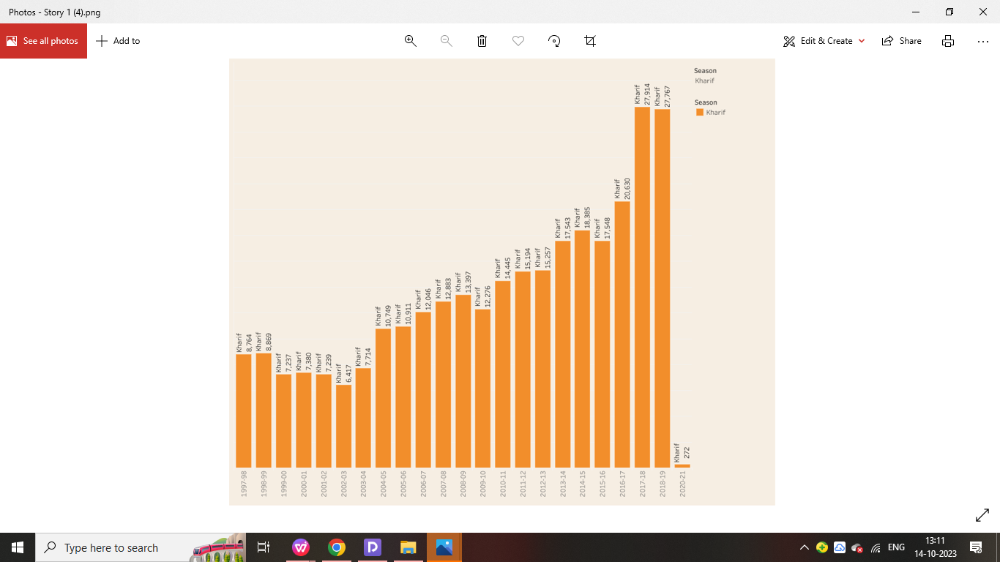 Photos - Story 1 (4).png
See all photos
Add to
Edit & Create
Share
Season
Kharif
Season
Kharif
Kharif
8,764
Kharif
8,869
Kharif
7,237
Kharif
7,380
Kharif
7,239
Kharif
6,417
Kharif
7,714
Kharif
10,749
Kharif
10,911
Kharif
12,046
Kharif
12,883
Kharif
13,397
Kharif
12,276
Kharif
14,445
Kharif
15,194
Kharif
15,257
Kharif
17,543
Kharif
18,385
Kharif
17,548
Kharif
20,630
Kharif
27,914
Kharif
27,767
Kharif
272
1997-98
1998-99
1999-00
2000-01
2001-02
2002-03
2003-04
2004-05
2005-06
2006-07
2007-08
2008-09
2009-10
2010-11
2011-12
2012-13
2013-14
2014-15
2015-16
2016-17
2017-18
2018-19
2020-21
Type here to search
ENG
13:11
14-10-2023